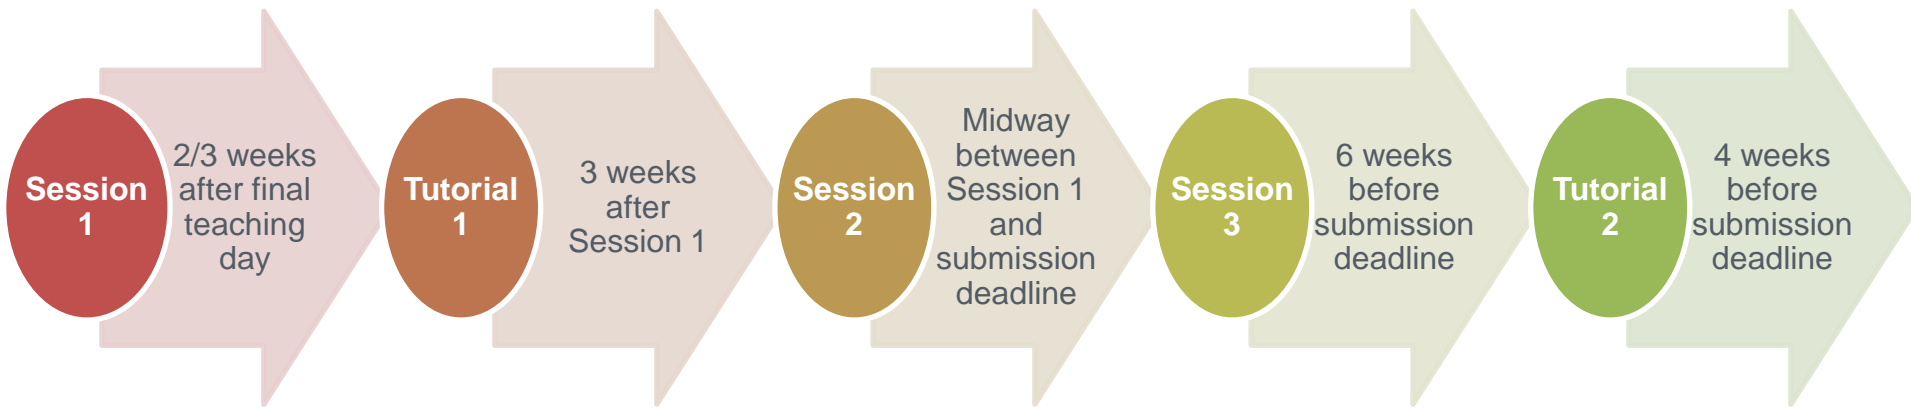 Session
1
2/3 weeks
after final
teaching
day
Tutorial
1
3 weeks
after
Session 1
Session
2
Midway
between
Session 1
and
submission
deadline
Session
3
6 weeks
before
submission
deadline
Tutorial
2
4 weeks
before
submission
deadline